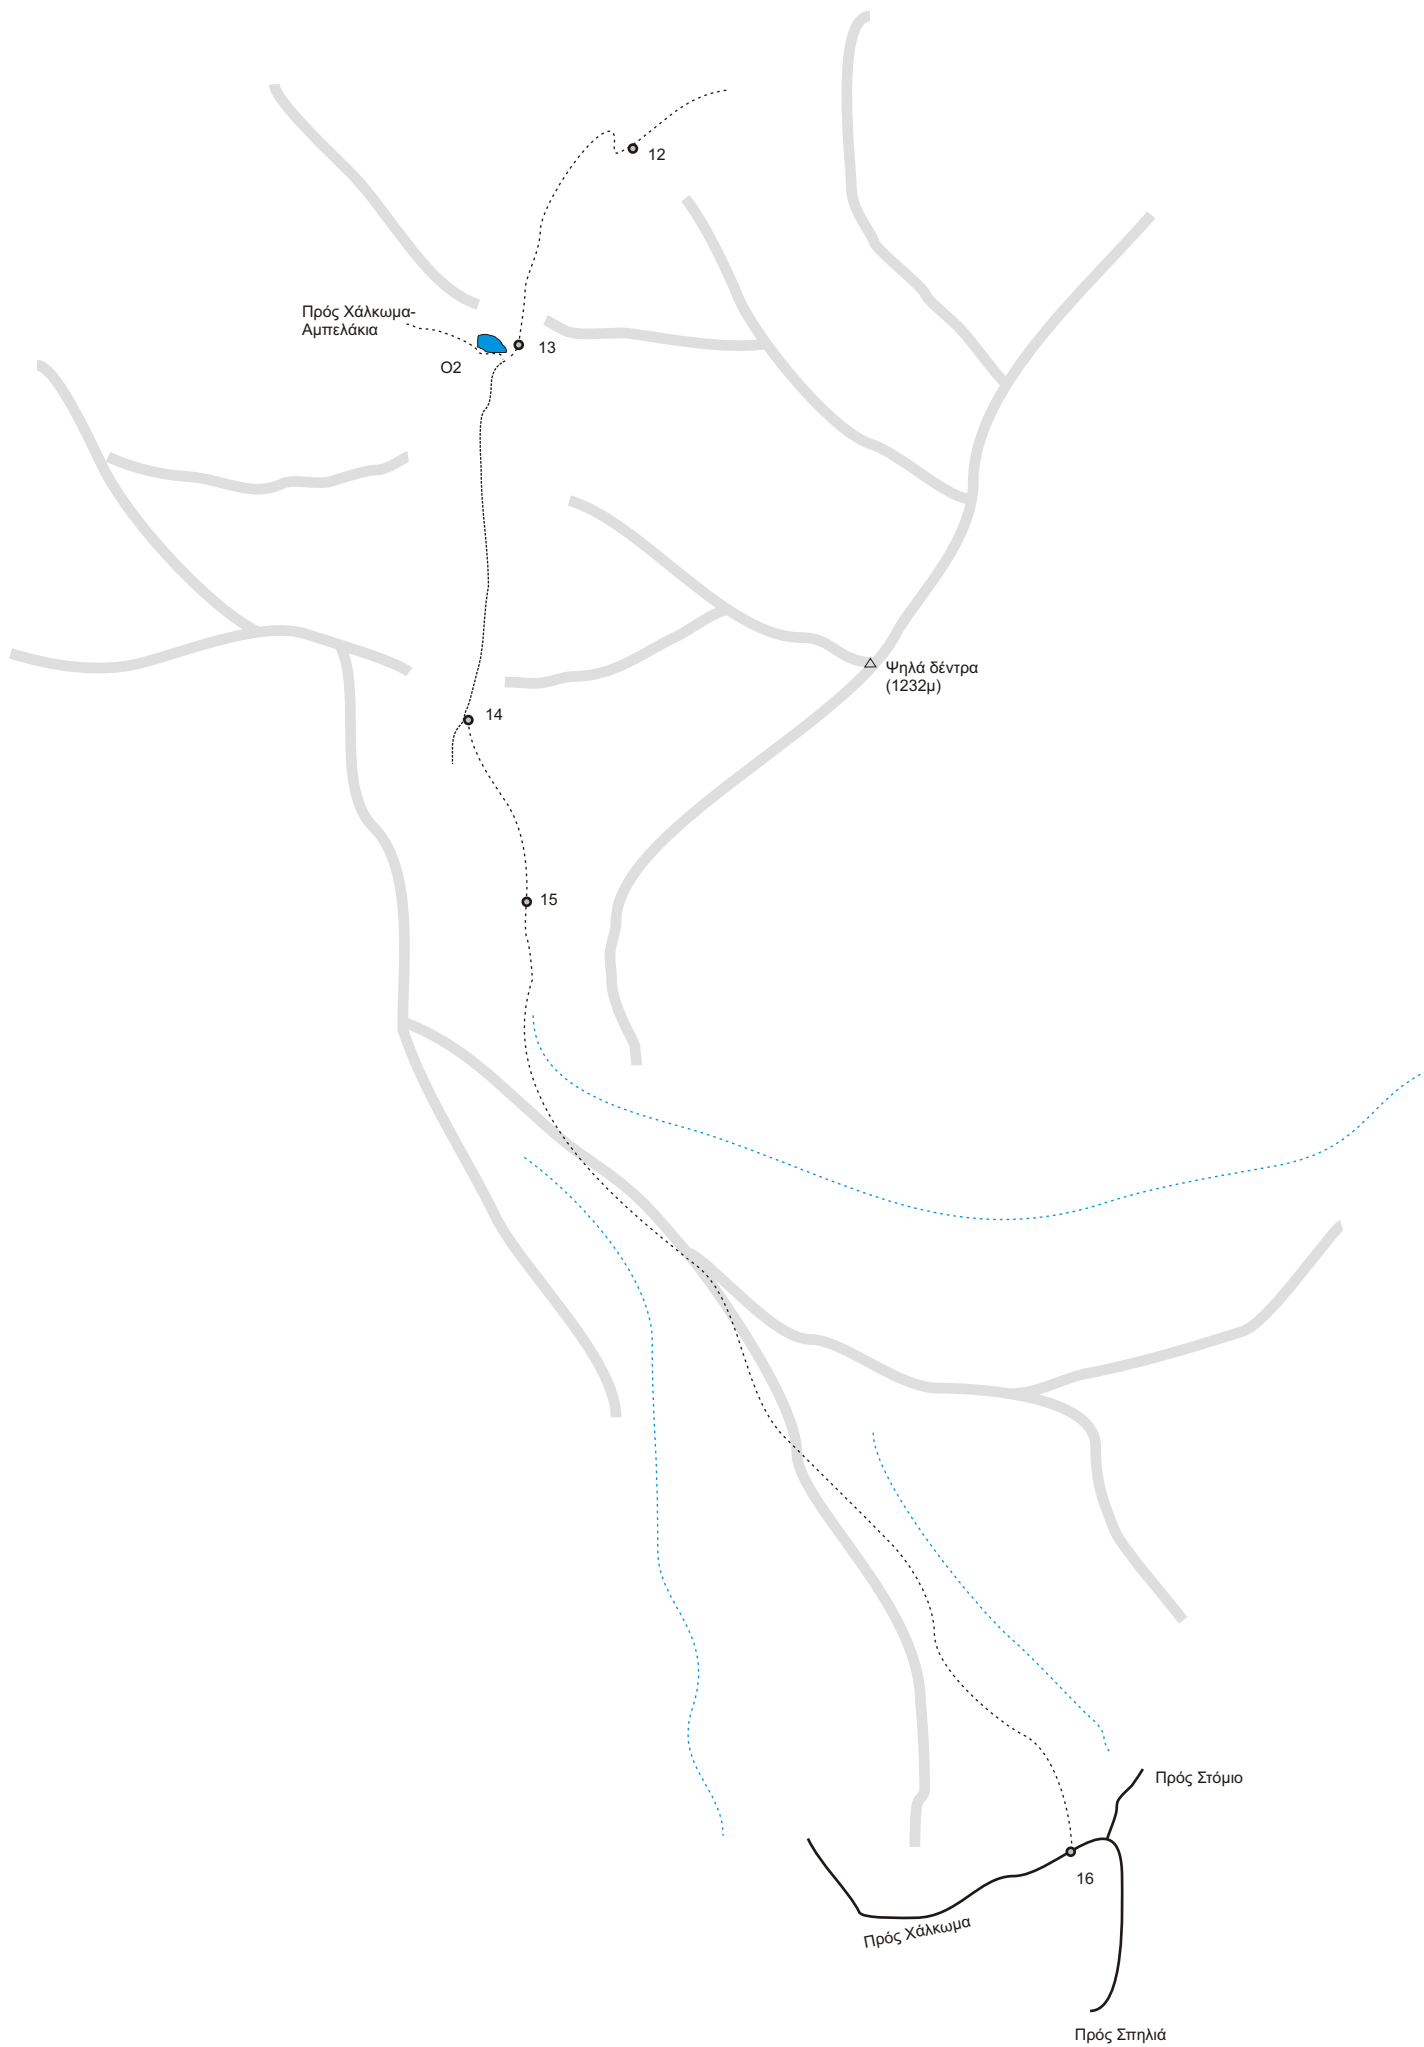 12
Πρός Χάλκωμα-
Αμπελάκια
13
O2
Ψηλά δέντρα
(1232μ)
14
15
Πρός Στόμιο
16
Πρός Χάλκωμα
Πρός Σπηλιά